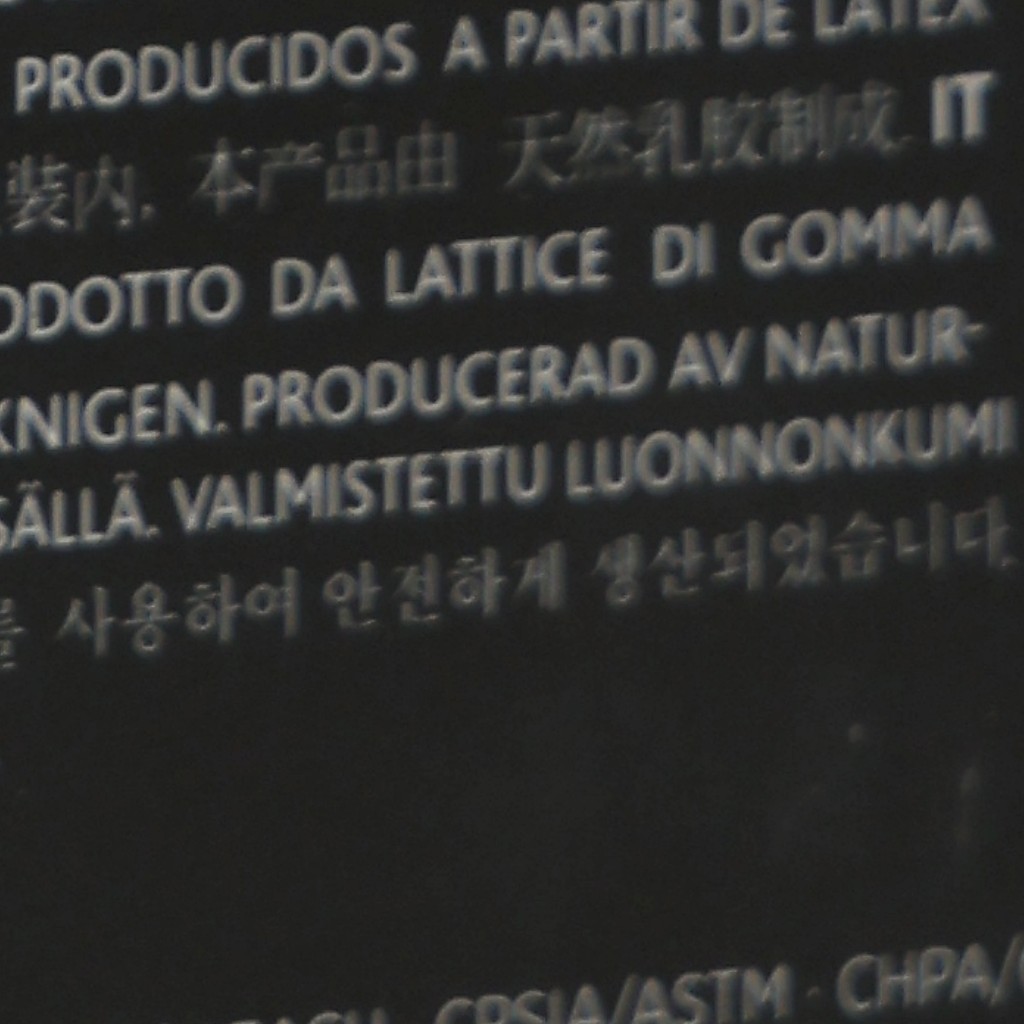 PRODUCIDOS A PARTIR DE LATEX
装内. 本产品由 天然乳胶制成. IT
ODOTTO DA LATTICE DI GOMMA
KNIGEN. PRODUCERAD AV NATUR-
SÄLLÄ. VALMISTETTU LUONNONKUMI
를 사용하여 안전하게 생산되었습니다.
CPSIA/ASTM · CHPA/